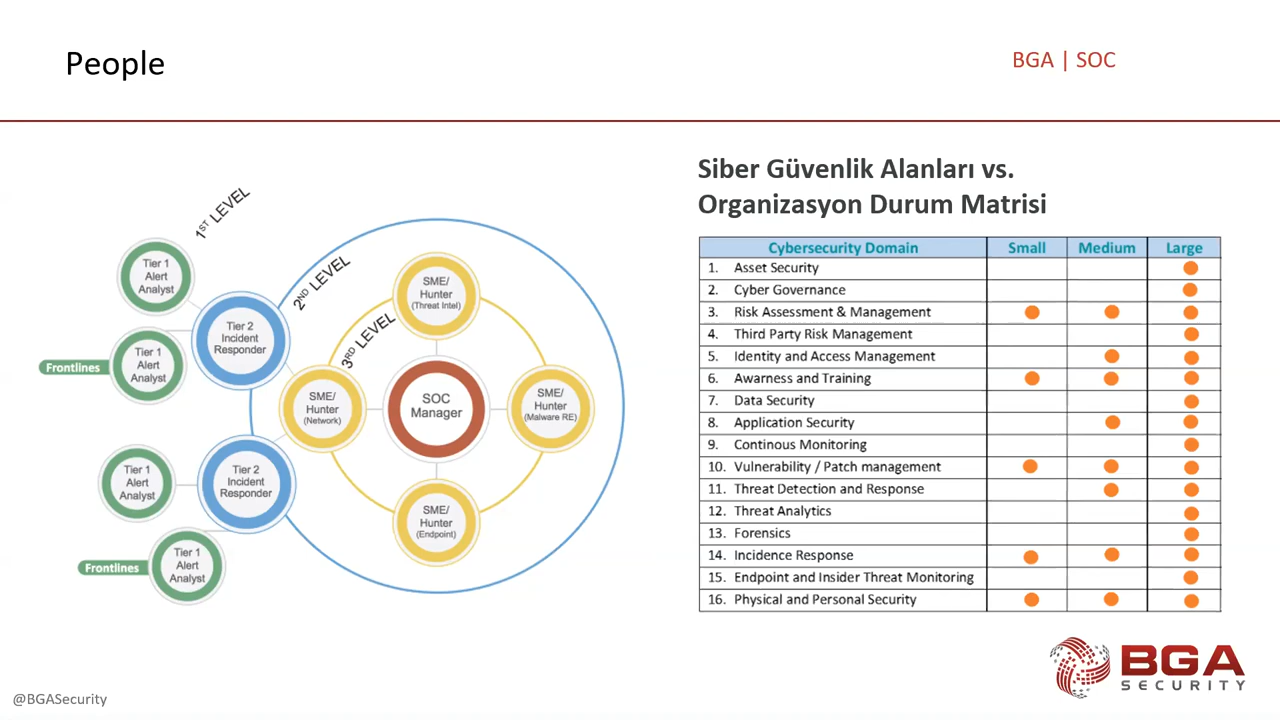 People
BGA | SOC
1ST LEVEL
2ND LEVEL
3RD LEVEL
Tier 1
Alert
Analyst
Tier 2
Incident
Responder
Frontlines
Tier 1
Alert
Analyst
Tier 1
Alert
Analyst
Tier 2
Incident
Responder
Frontlines
Tier 1
Alert
Analyst
SME/
Hunter
(Threat Intel)
SME/
Hunter
(Network)
SOC
Manager
SME/
Hunter
(Malware RE)
SME/
Hunter
(Endpoint)
Siber Güvenlik Alanları vs.
Organizasyon Durum Matrisi
Cybersecurity Domain Small Medium Large
1. Asset Security
2. Cyber Governance
3. Risk Assessment & Management
4. Third Party Risk Management
5. Identity and Access Management
6. Awarness and Training
7. Data Security
8. Application Security
9. Continous Monitoring
10. Vulnerability / Patch management
11. Threat Detection and Response
12. Threat Analytics
13. Forensics
14. Incidence Response
15. Endpoint and Insider Threat Monitoring
16. Physical and Personal Security
BGA
SECURITY
@BGASecurity